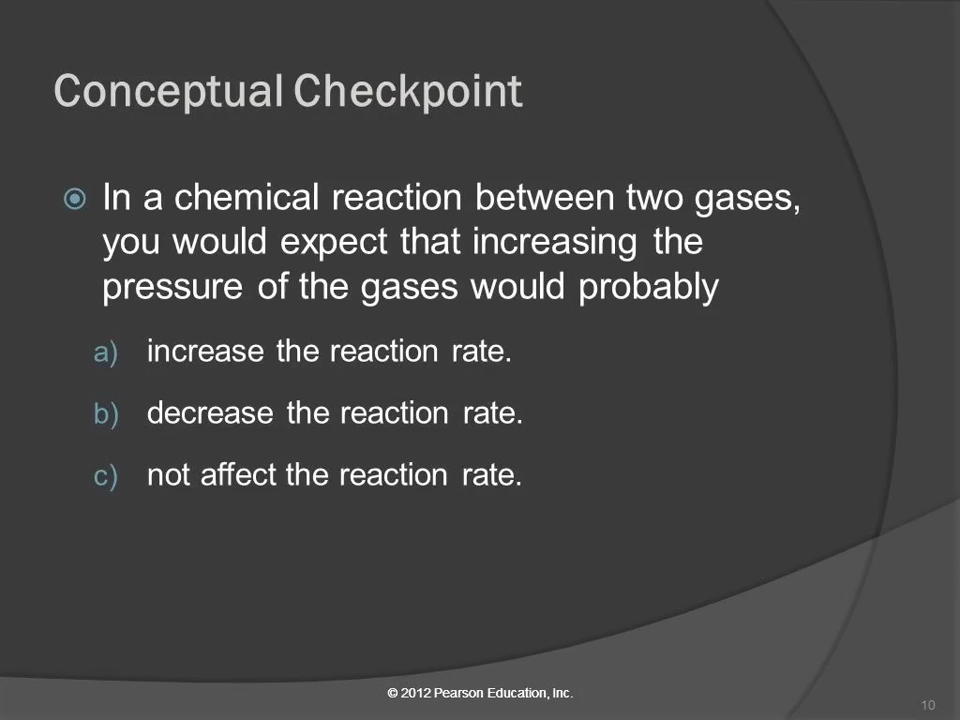 Conceptual Checkpoint
In a chemical reaction between two gases,
you would expect that increasing the
pressure of the gases would probably
a) increase the reaction rate.
b) decrease the reaction rate.
c) not affect the reaction rate.
© 2012 Pearson Education, Inc.
10